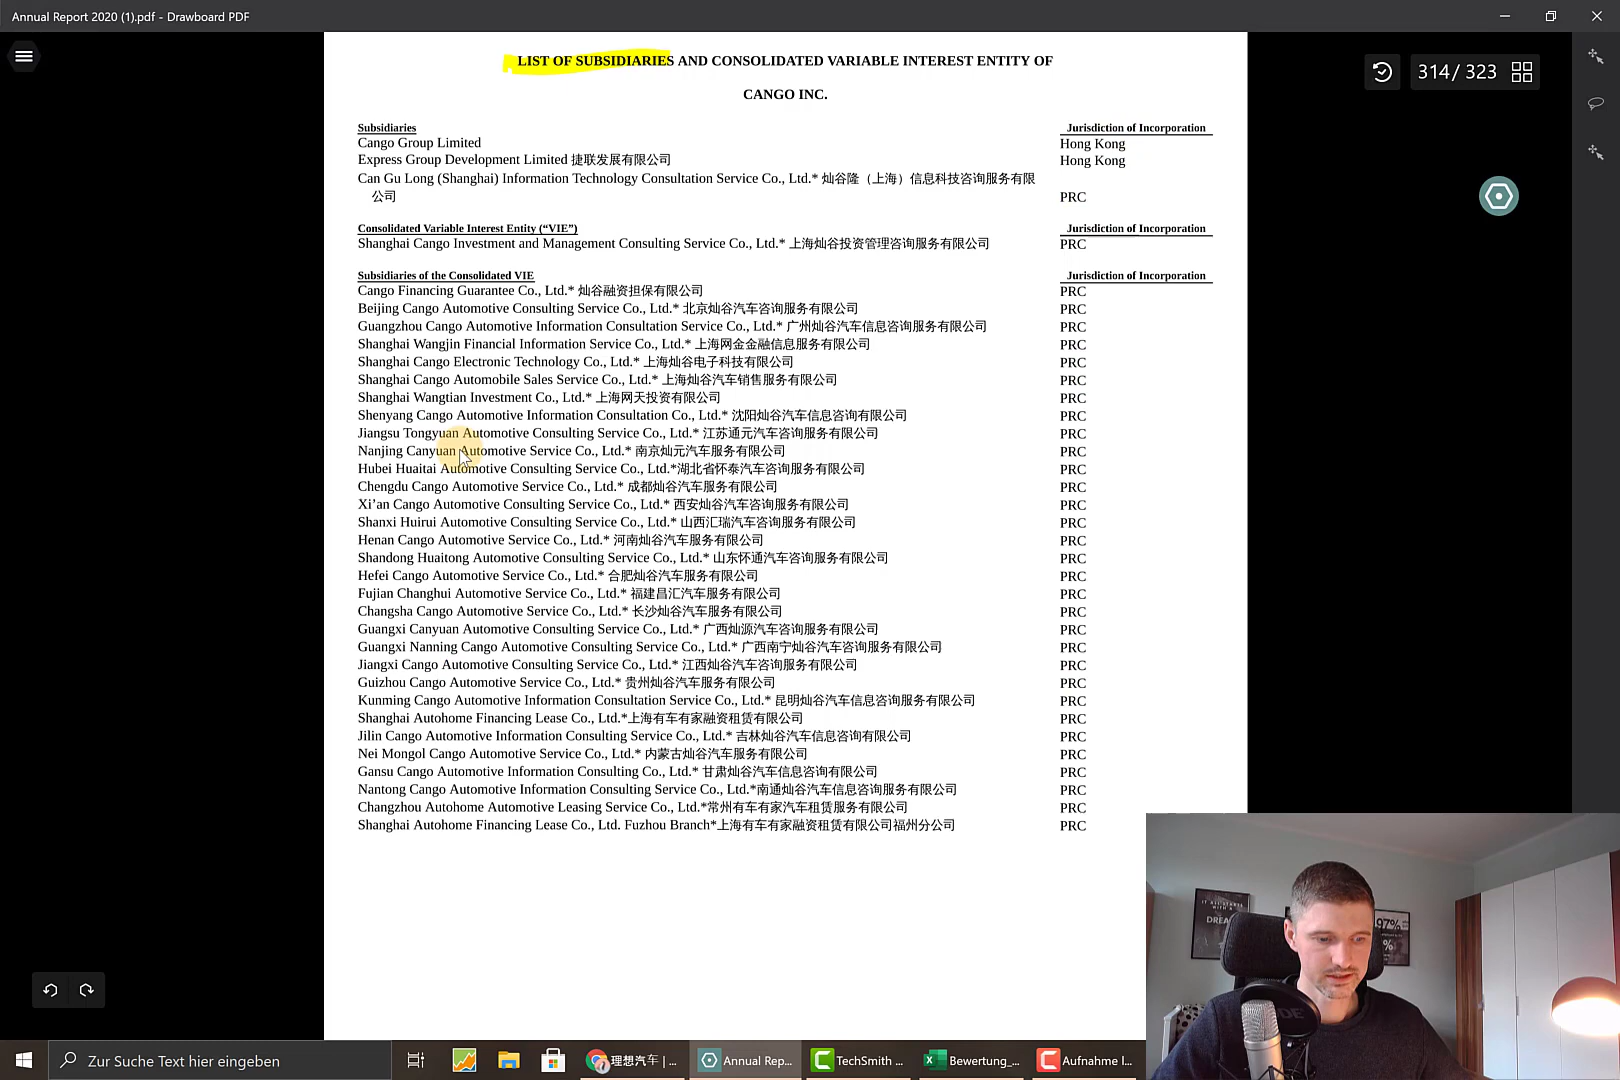 Annual Report 2020 (1).pdf - Drawboard PDF
314 / 323
LIST OF SUBSIDIARIES AND CONSOLIDATED VARIABLE INTEREST ENTITY OF
CANGO INC.
Subsidiaries Jurisdiction of Incorporation
Cango Group Limited Hong Kong
Express Group Development Limited 捷联发展有限公司 Hong Kong
Can Gu Long (Shanghai) Information Technology Consultation Service Co., Ltd.* 灿谷隆（上海）信息科技咨询服务有限
公司 PRC
Consolidated Variable Interest Entity (“VIE”) Jurisdiction of Incorporation
Shanghai Cango Investment and Management Consulting Service Co., Ltd.* 上海灿谷投资管理咨询服务有限公司 PRC
Subsidiaries of the Consolidated VIE Jurisdiction of Incorporation
Cango Financing Guarantee Co., Ltd.* 灿谷融资担保有限公司 PRC
Beijing Cango Automotive Consulting Service Co., Ltd.* 北京灿谷汽车咨询服务有限公司 PRC
Guangzhou Cango Automotive Information Consultation Service Co., Ltd.* 广州灿谷汽车信息咨询服务有限公司 PRC
Shanghai Wangjin Financial Information Service Co., Ltd.* 上海网金金融信息服务有限公司 PRC
Shanghai Cango Electronic Technology Co., Ltd.* 上海灿谷电子科技有限公司 PRC
Shanghai Cango Automobile Sales Service Co., Ltd.* 上海灿谷汽车销售服务有限公司 PRC
Shanghai Wangtian Investment Co., Ltd.* 上海网天投资有限公司 PRC
Shenyang Cango Automotive Information Consultation Co., Ltd.* 沈阳灿谷汽车信息咨询有限公司 PRC
Jiangsu Tongyuan Automotive Consulting Service Co., Ltd.* 江苏通元汽车咨询服务有限公司 PRC
Nanjing Canyuan Automotive Service Co., Ltd.* 南京灿元汽车服务有限公司 PRC
Hubei Huaitai Automotive Consulting Service Co., Ltd.*湖北省怀泰汽车咨询服务有限公司 PRC
Chengdu Cango Automotive Service Co., Ltd.* 成都灿谷汽车服务有限公司 PRC
Xi’an Cango Automotive Consulting Service Co., Ltd.* 西安灿谷汽车咨询服务有限公司 PRC
Shanxi Huirui Automotive Consulting Service Co., Ltd.* 山西汇瑞汽车咨询服务有限公司 PRC
Henan Cango Automotive Service Co., Ltd.* 河南灿谷汽车服务有限公司 PRC
Shandong Huaitong Automotive Consulting Service Co., Ltd.* 山东怀通汽车咨询服务有限公司 PRC
Hefei Cango Automotive Service Co., Ltd.* 合肥灿谷汽车服务有限公司 PRC
Fujian Changhui Automotive Service Co., Ltd.* 福建昌汇汽车服务有限公司 PRC
Changsha Cango Automotive Service Co., Ltd.* 长沙灿谷汽车服务有限公司 PRC
Guangxi Canyuan Automotive Consulting Service Co., Ltd.* 广西灿源汽车咨询服务有限公司 PRC
Guangxi Nanning Cango Automotive Consulting Service Co., Ltd.* 广西南宁灿谷汽车咨询服务有限公司 PRC
Jiangxi Cango Automotive Consulting Service Co., Ltd.* 江西灿谷汽车咨询服务有限公司 PRC
Guizhou Cango Automotive Service Co., Ltd.* 贵州灿谷汽车服务有限公司 PRC
Kunming Cango Automotive Information Consultation Service Co., Ltd.* 昆明灿谷汽车信息咨询服务有限公司 PRC
Shanghai Autohome Financing Lease Co., Ltd.*上海有车有家融资租赁有限公司 PRC
Jilin Cango Automotive Information Consulting Service Co., Ltd.* 吉林灿谷汽车信息咨询有限公司 PRC
Nei Mongol Cango Automotive Service Co., Ltd.* 内蒙古灿谷汽车服务有限公司 PRC
Gansu Cango Automotive Information Consulting Co., Ltd.* 甘肃灿谷汽车信息咨询有限公司 PRC
Nantong Cango Automotive Information Consulting Service Co., Ltd.*南通灿谷汽车信息咨询服务有限公司 PRC
Changzhou Autohome Automotive Leasing Service Co., Ltd.*常州有车有家汽车租赁服务有限公司 PRC
Shanghai Autohome Financing Lease Co., Ltd. Fuzhou Branch*上海有车有家融资租赁有限公司福州分公司 PRC
DREA
97%
%
Zur Suche Text hier eingeben
理想汽车 | ...
Annual Rep...
TechSmith ...
Bewertung_...
Aufnahme l...